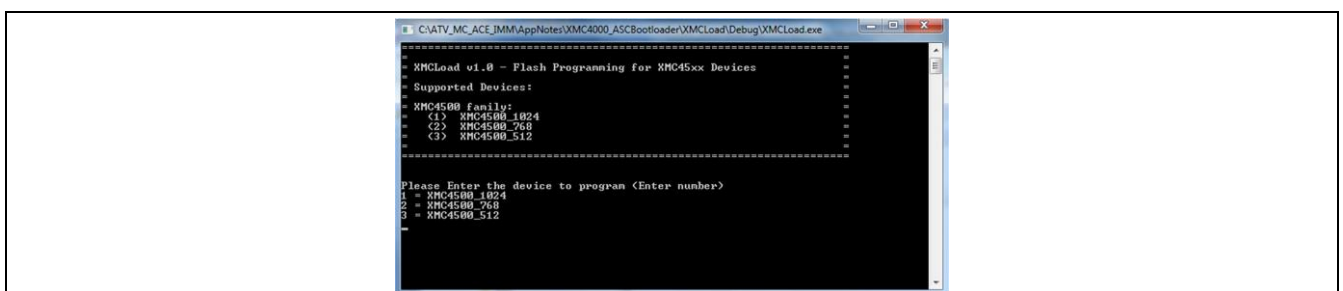 C:\ATV_MC_ACE_IMM\AppNotes\XMC4000_ASCBootloader\XMCLoad\Debug\XMCLoad.exe
======================================================================
= =
= XMCLoad v1.0 - Flash Programming for XMC45xx Devices =
= =
= Supported Devices: =
= =
= XMC4500 family: =
= (1) XMC4500_1024 =
= (2) XMC4500_768 =
= (3) XMC4500_512 =
= =
======================================================================
Please Enter the device to program (Enter number)
1 = XMC4500_1024
2 = XMC4500_768
3 = XMC4500_512
_